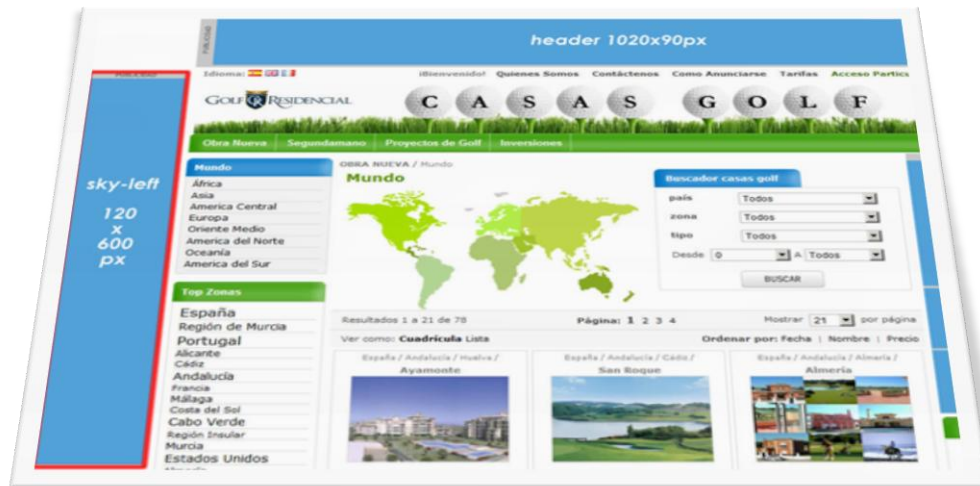 PUBLICIDAD
header 1020x90px
PUBLICIDAD
Idioma:
¡Bienvenido! Quienes Somos Contáctenos Como Anunciarse Tarifas Acceso Partics
GOLF RESIDENCIAL
CASAS GOLF
Obra Nueva Segundamano Proyectos de Golf Inversiones
sky-left
120
x
600
px
Mundo
África
Asia
America Central
Europa
Oriente Medio
America del Norte
Oceanía
America del Sur
Top Zonas
España
Región de Murcia
Portugal
Alicante
Cádiz
Andalucía
Francia
Málaga
Costa del Sol
Cabo Verde
Región Insular
Murcia
Estados Unidos
OBRA NUEVA / Mundo
Mundo
Buscador casas golf
país Todos
zona Todos
tipo Todos
Desde 0 A Todos
BUSCAR
Resultados 1 a 21 de 78 Página: 1 2 3 4 Mostrar 21 por página
Ver como: Cuadrícula Lista Ordenar por: Fecha | Nombre | Precio
España / Andalucía / Huelva /
Ayamonte
España / Andalucía / Cádiz /
San Roque
España / Andalucía / Almería /
Almería